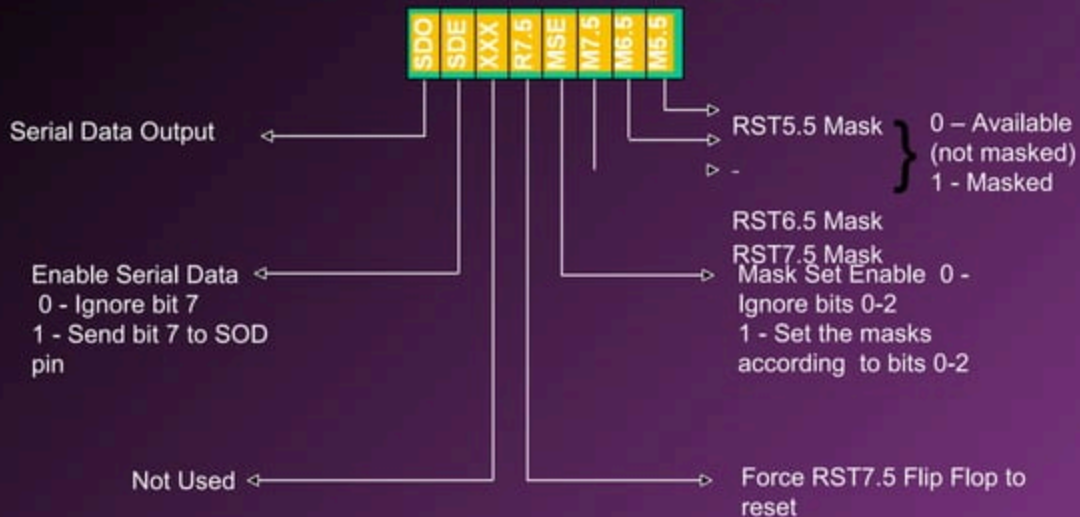 SDO SDE XXX R7.5 MSE M7.5 M6.5 M5.5
Serial Data Output
RST5.5 Mask
0 – Available
(not masked)
1 - Masked
-
RST6.5 Mask
RST7.5 Mask
Enable Serial Data
0 - Ignore bit 7
1 - Send bit 7 to SOD
pin
Mask Set Enable 0 -
Ignore bits 0-2
1 - Set the masks
according to bits 0-2
Not Used
Force RST7.5 Flip Flop to
reset